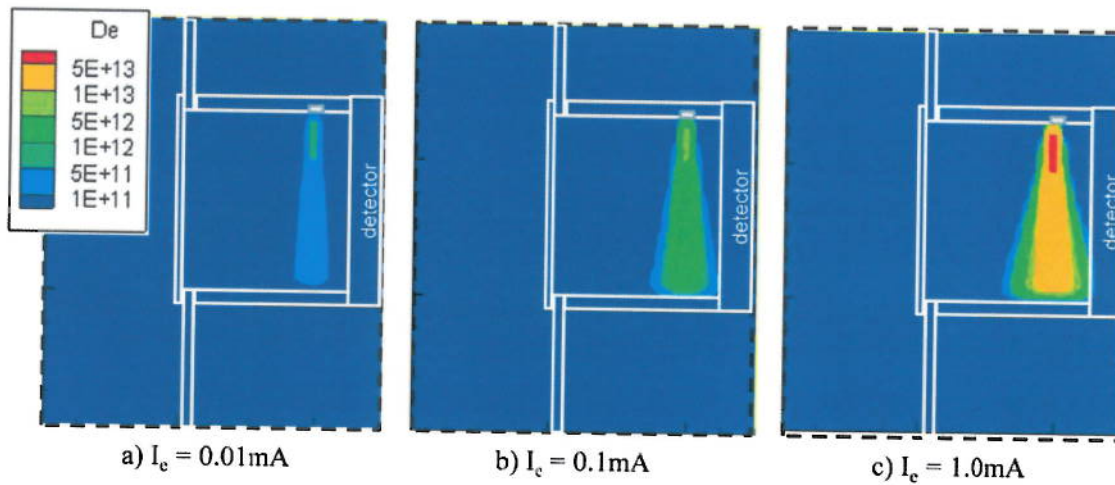 De
5E+13
1E+13
5E+12
1E+12
5E+11
1E+11
detector
detector
detector
a) Iₑ = 0.01mA
b) Iₑ = 0.1mA
c) Iₑ = 1.0mA